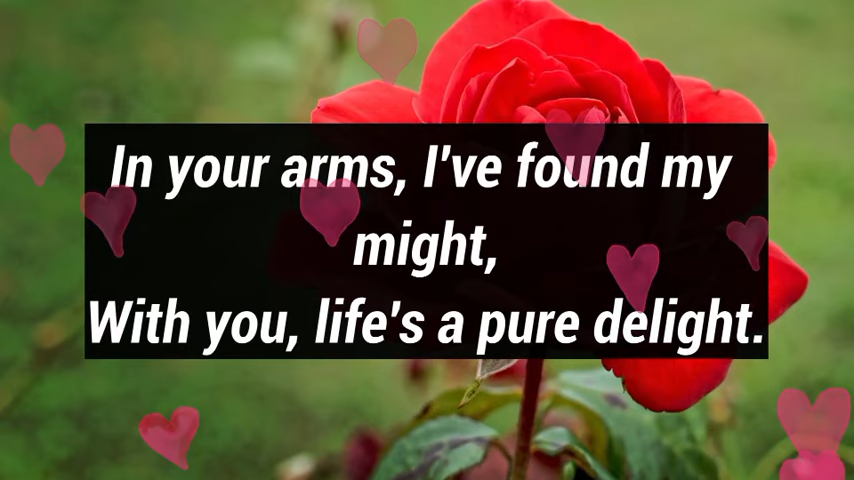 In your arms, I've found my
might,
With you, life's a pure delight.